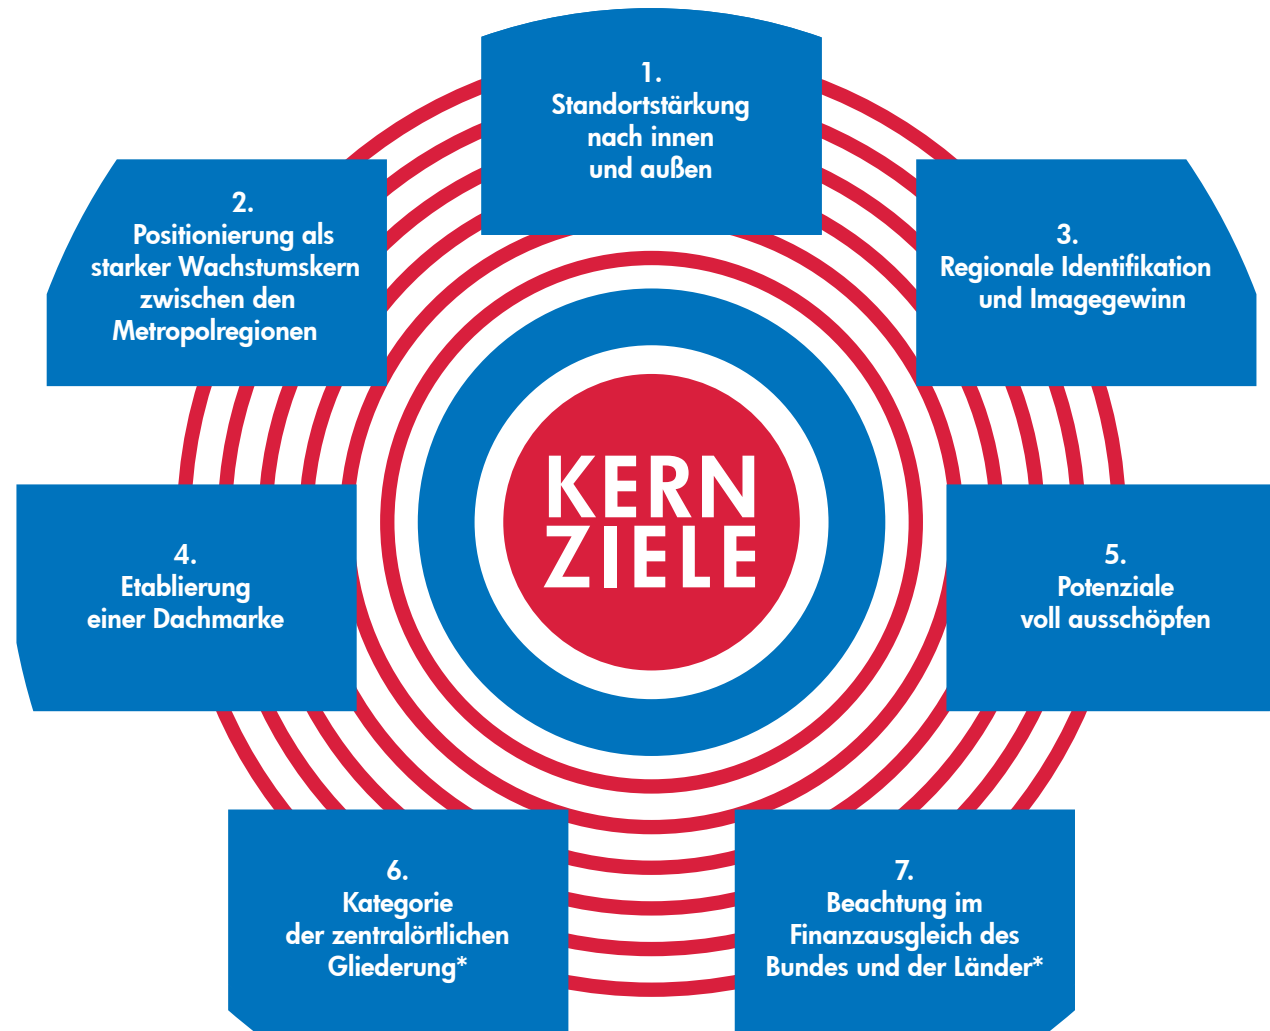 1.
Standortstärkung
nach innen
und außen
2.
Positionierung als
starker Wachstumskern
zwischen den
Metropolregionen
3.
Regionale Identifikation
und Imagegewinn
KERN
ZIELE
4.
Etablierung
einer Dachmarke
5.
Potenziale
voll ausschöpfen
6.
Kategorie
der zentralörtlichen
Gliederung*
7.
Beachtung im
Finanzausgleich des
Bundes und der Länder*